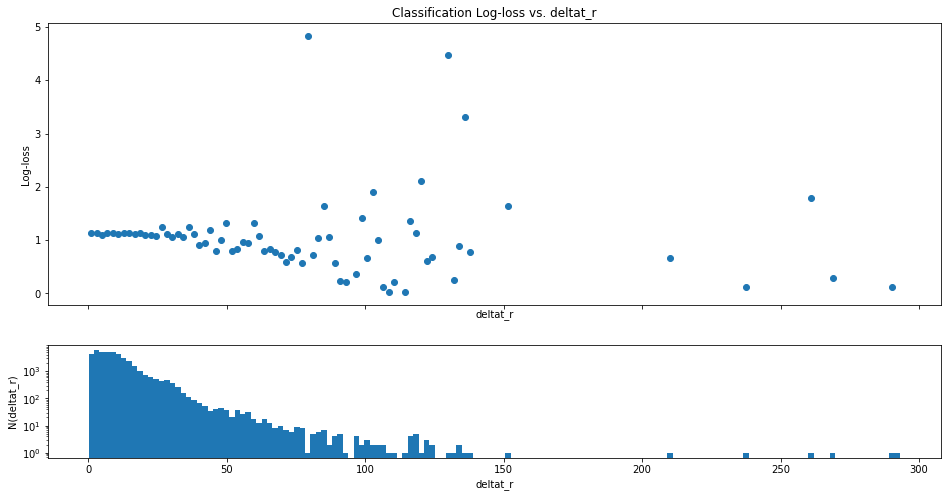 Classification Log-loss vs. deltat_r
5
4
3
2
1
0
Log-loss
deltat_r
10³
10²
10¹
10⁰
N(deltat_r)
0 50 100 150 200 250 300
deltat_r